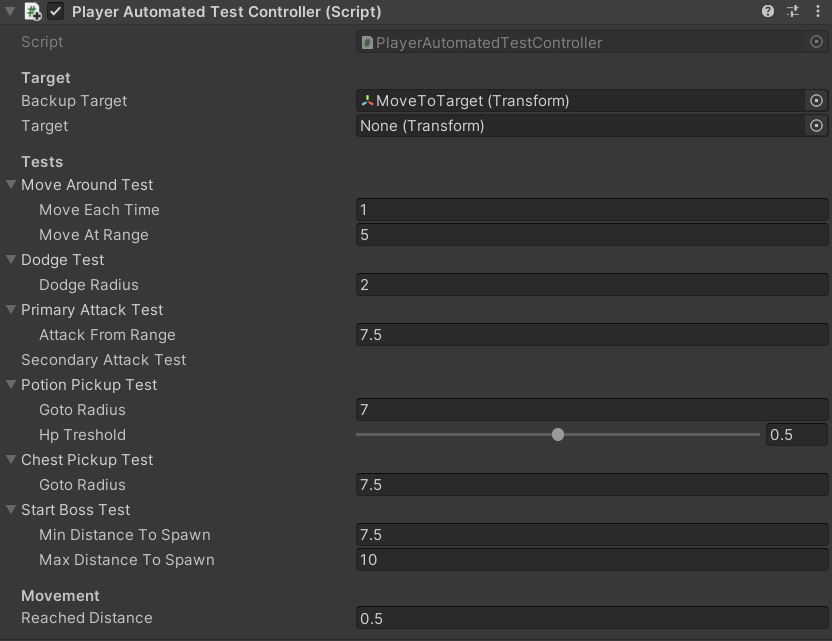 Player Automated Test Controller (Script)
Script PlayerAutomatedTestController
Target
Backup Target MoveToTarget (Transform)
Target None (Transform)
Tests
Move Around Test
Move Each Time 1
Move At Range 5
Dodge Test
Dodge Radius 2
Primary Attack Test
Attack From Range 7.5
Secondary Attack Test
Potion Pickup Test
Goto Radius 7
Hp Treshold 0.5
Chest Pickup Test
Goto Radius 7.5
Start Boss Test
Min Distance To Spawn 7.5
Max Distance To Spawn 10
Movement
Reached Distance 0.5